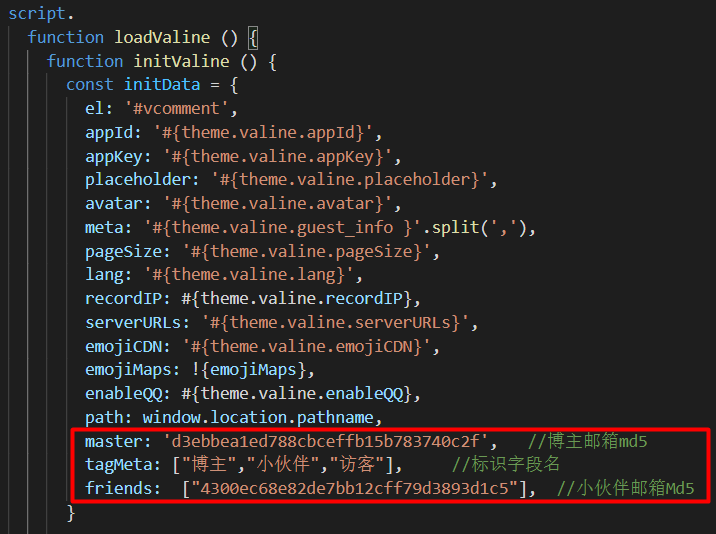 script.
function loadValine () {
function initValine () {
const initData = {
el: '#vcomment',
appId: '#{theme.valine.appId}',
appKey: '#{theme.valine.appKey}',
placeholder: '#{theme.valine.placeholder}',
avatar: '#{theme.valine.avatar}',
meta: '#{theme.valine.guest_info }'.split(','),
pageSize: '#{theme.valine.pageSize}',
lang: '#{theme.valine.lang}',
recordIP: #{theme.valine.recordIP},
serverURLs: '#{theme.valine.serverURLs}',
emojiCDN: '#{theme.valine.emojiCDN}',
emojiMaps: !{emojiMaps},
enableQQ: #{theme.valine.enableQQ},
path: window.location.pathname,
master: 'd3ebbea1ed788cbceffb15b783740c2f', //博主邮箱md5
tagMeta: ["博主","小伙伴","访客"], //标识字段名
friends: ["4300ec68e82de7bb12cff79d3893d1c5"], //小伙伴邮箱Md5
}